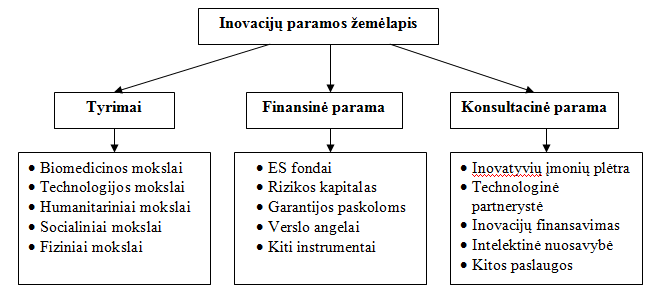 Inovacijų paramos žemėlapis
Tyrimai
Finansinė parama
Konsultacinė parama
• Biomedicinos mokslai
• Technologijos mokslai
• Humanitariniai mokslai
• Socialiniai mokslai
• Fiziniai mokslai
• ES fondai
• Rizikos kapitalas
• Garantijos paskoloms
• Verslo angelai
• Kiti instrumentai
• Inovatyvių įmonių plėtra
• Technologinė
partnerystė
• Inovacijų finansavimas
• Intelektinė nuosavybė
• Kitos paslaugos